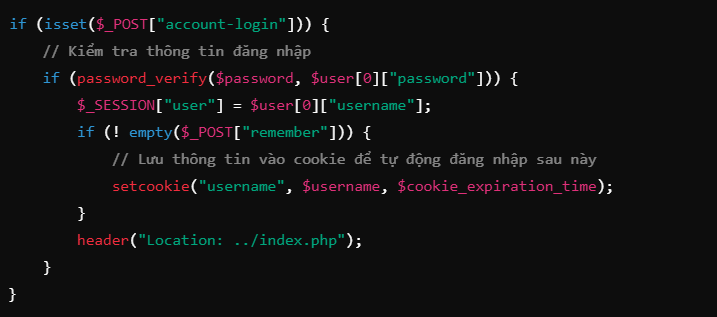 if (isset($_POST["account-login"])) {
// Kiểm tra thông tin đăng nhập
if (password_verify($password, $user[0]["password"])) {
$_SESSION["user"] = $user[0]["username"];
if (! empty($_POST["remember"])) {
// Lưu thông tin vào cookie để tự động đăng nhập sau này
setcookie("username", $username, $cookie_expiration_time);
}
header("Location: ../index.php");
}
}